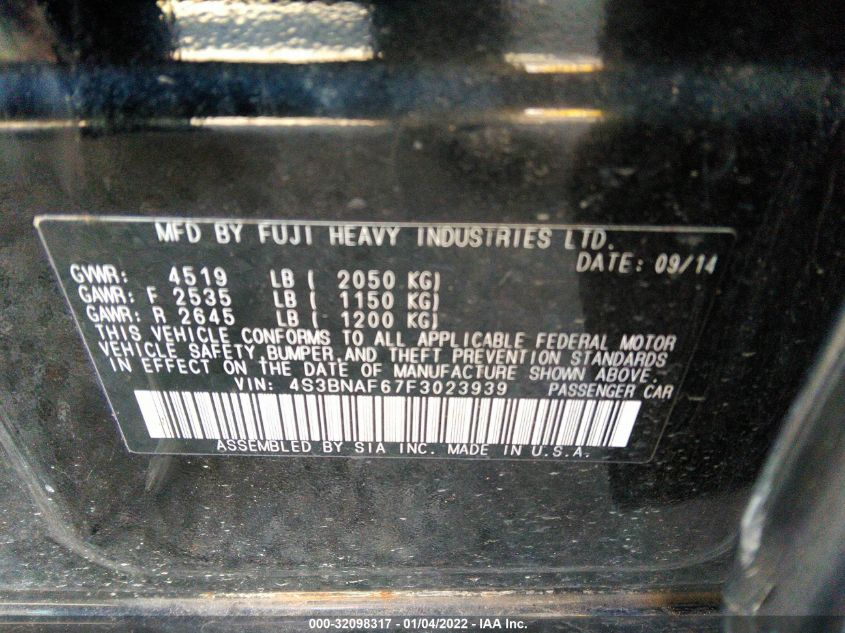 MFD BY FUJI HEAVY INDUSTRIES LTD.
DATE: 09/14
GVWR: 4519 LB ( 2050 KG)
GAWR: F 2535 LB ( 1150 KG)
GAWR: R 2645 LB ( 1200 KG)
THIS VEHICLE CONFORMS TO ALL APPLICABLE FEDERAL MOTOR
VEHICLE SAFETY, BUMPER, AND THEFT PREVENTION STANDARDS
IN EFFECT ON THE DATE OF MANUFACTURE SHOWN ABOVE.
VIN: 4S3BNAF67F3023939 PASSENGER CAR
ASSEMBLED BY SIA INC. MADE IN U.S.A.
000-32098317 - 01/04/2022 - IAA Inc.